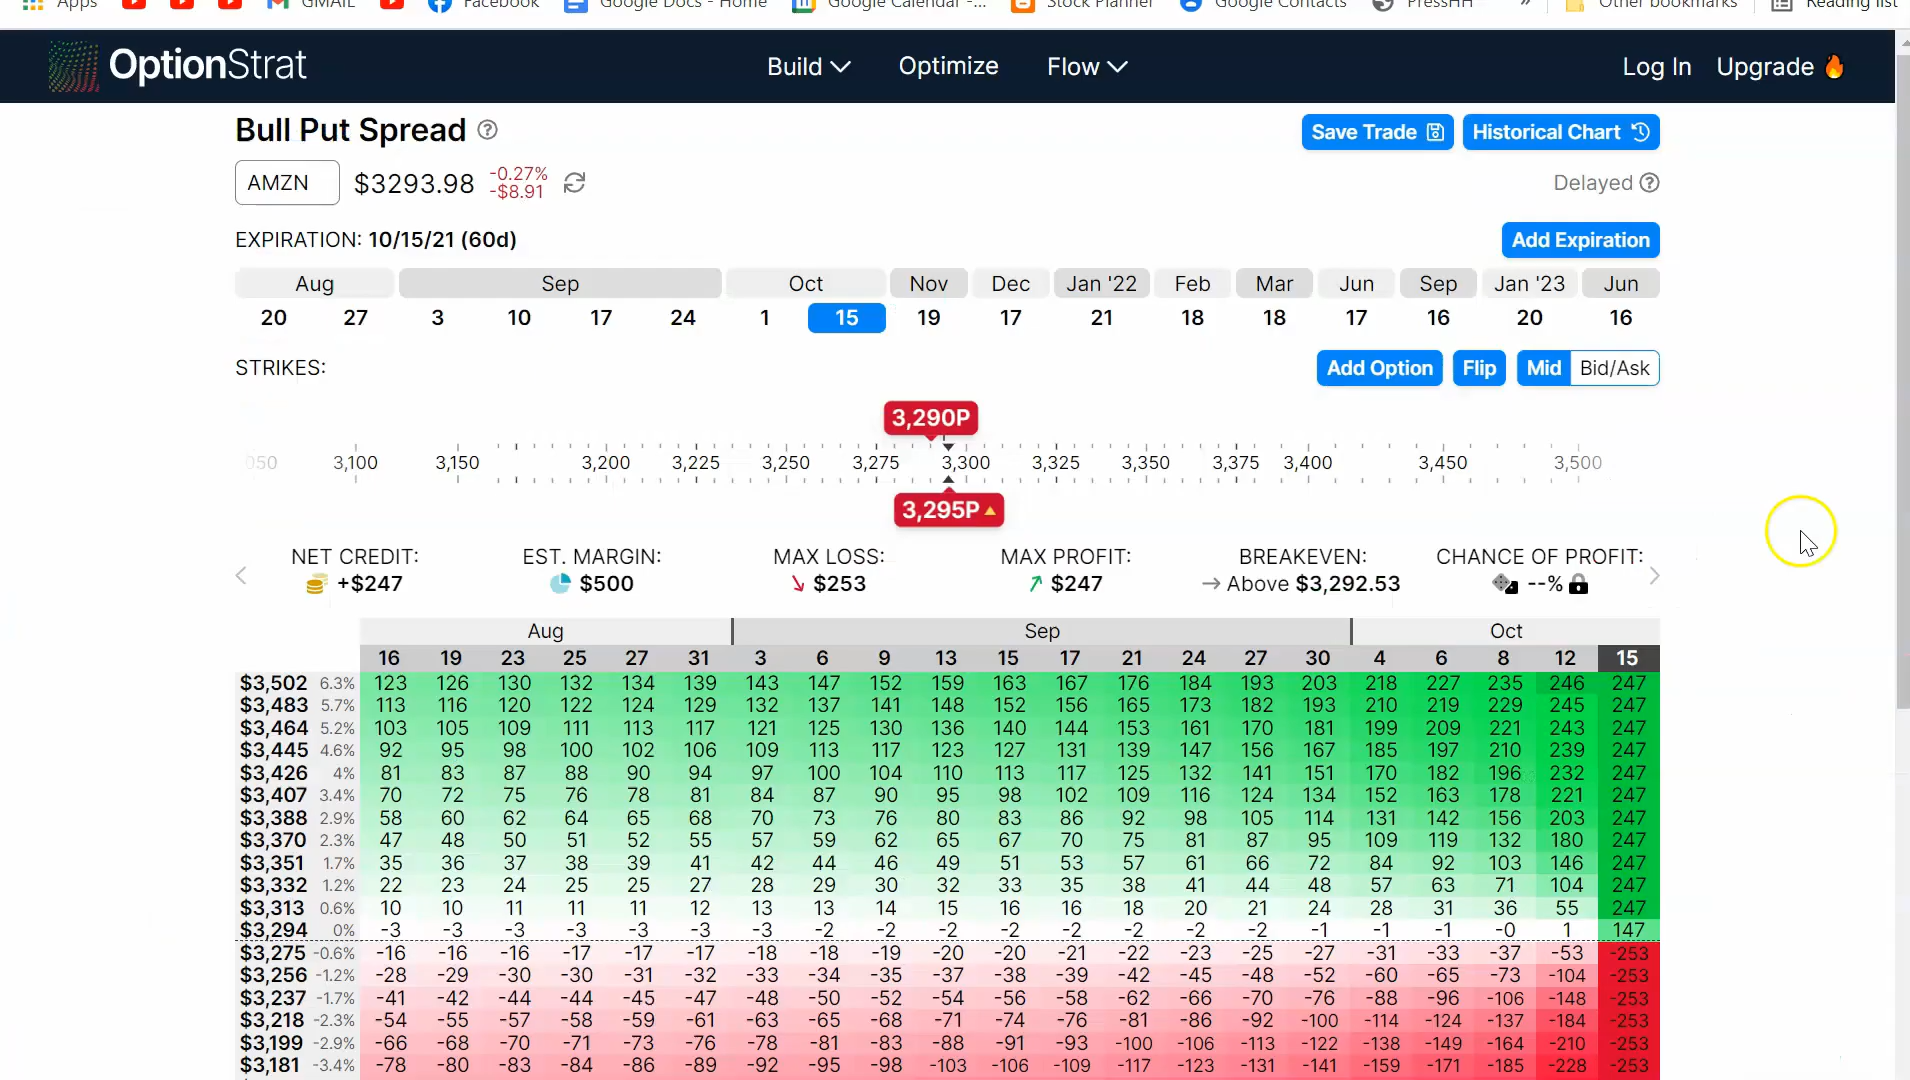 Apps GMAIL Facebook Google Docs - Home Google Calendar -... Stock Planner Google Contacts PressHH » Other bookmarks Reading list
OptionStrat Build Optimize Flow Log In Upgrade
Bull Put Spread ? Save Trade Historical Chart
AMZN $3293.98 -0.27% -$8.91 Delayed ?
EXPIRATION: 10/15/21 (60d) Add Expiration
Aug Sep Oct Nov Dec Jan '22 Feb Mar Jun Sep Jan '23 Jun
20 27 3 10 17 24 1 15 19 17 21 18 18 17 16 20 16
STRIKES: Add Option Flip Mid Bid/Ask
3,290P
050 3,100 3,150 3,200 3,225 3,250 3,275 3,300 3,325 3,350 3,375 3,400 3,450 3,500
3,295P
NET CREDIT: EST. MARGIN: MAX LOSS: MAX PROFIT: BREAKEVEN: CHANCE OF PROFIT:
+$247 $500 $253 $247 Above $3,292.53 --%
Aug Sep Oct
16 19 23 25 27 31 3 6 9 13 15 17 21 24 27 30 4 6 8 12 15
$3,502 6.3% 123 126 130 132 134 139 143 147 152 159 163 167 176 184 193 203 218 227 235 246 247
$3,483 5.7% 113 116 120 122 124 129 132 137 141 148 152 156 165 173 182 193 210 219 229 245 247
$3,464 5.2% 103 105 109 111 113 117 121 125 130 136 140 144 153 161 170 181 199 209 221 243 247
$3,445 4.6% 92 95 98 100 102 106 109 113 117 123 127 131 139 147 156 167 185 197 210 239 247
$3,426 4% 81 83 87 88 90 94 97 100 104 110 113 117 125 132 141 151 170 182 196 232 247
$3,407 3.4% 70 72 75 76 78 81 84 87 90 95 98 102 109 116 124 134 152 163 178 221 247
$3,388 2.9% 58 60 62 64 65 68 70 73 76 80 83 86 92 98 105 114 131 142 156 203 247
$3,370 2.3% 47 48 50 51 52 55 57 59 62 65 67 70 75 81 87 95 109 119 132 180 247
$3,351 1.7% 35 36 37 38 39 41 42 44 46 49 51 53 57 61 66 72 84 92 103 146 247
$3,332 1.2% 22 23 24 25 25 27 28 29 30 32 33 35 38 41 44 48 57 63 71 104 247
$3,313 0.6% 10 10 11 11 11 12 13 13 14 15 16 16 18 20 21 24 28 31 36 55 247
$3,294 0% -3 -3 -3 -3 -3 -3 -3 -2 -2 -2 -2 -2 -2 -2 -2 -1 -1 -1 -0 1 147
$3,275 -0.6% -16 -16 -16 -17 -17 -17 -18 -18 -19 -20 -20 -21 -22 -23 -25 -27 -31 -33 -37 -53 -253
$3,256 -1.2% -28 -29 -30 -30 -31 -32 -33 -34 -35 -37 -38 -39 -42 -45 -48 -52 -60 -65 -73 -104 -253
$3,237 -1.7% -41 -42 -44 -44 -45 -47 -48 -50 -52 -54 -56 -58 -62 -66 -70 -76 -88 -96 -106 -148 -253
$3,218 -2.3% -54 -55 -57 -58 -59 -61 -63 -65 -68 -71 -74 -76 -81 -86 -92 -100 -114 -124 -137 -184 -253
$3,199 -2.9% -66 -68 -70 -71 -73 -76 -78 -81 -83 -88 -91 -93 -100 -106 -113 -122 -138 -149 -164 -210 -253
$3,181 -3.4% -78 -80 -83 -84 -86 -89 -92 -95 -98 -103 -106 -109 -117 -123 -131 -141 -159 -171 -185 -228 -253